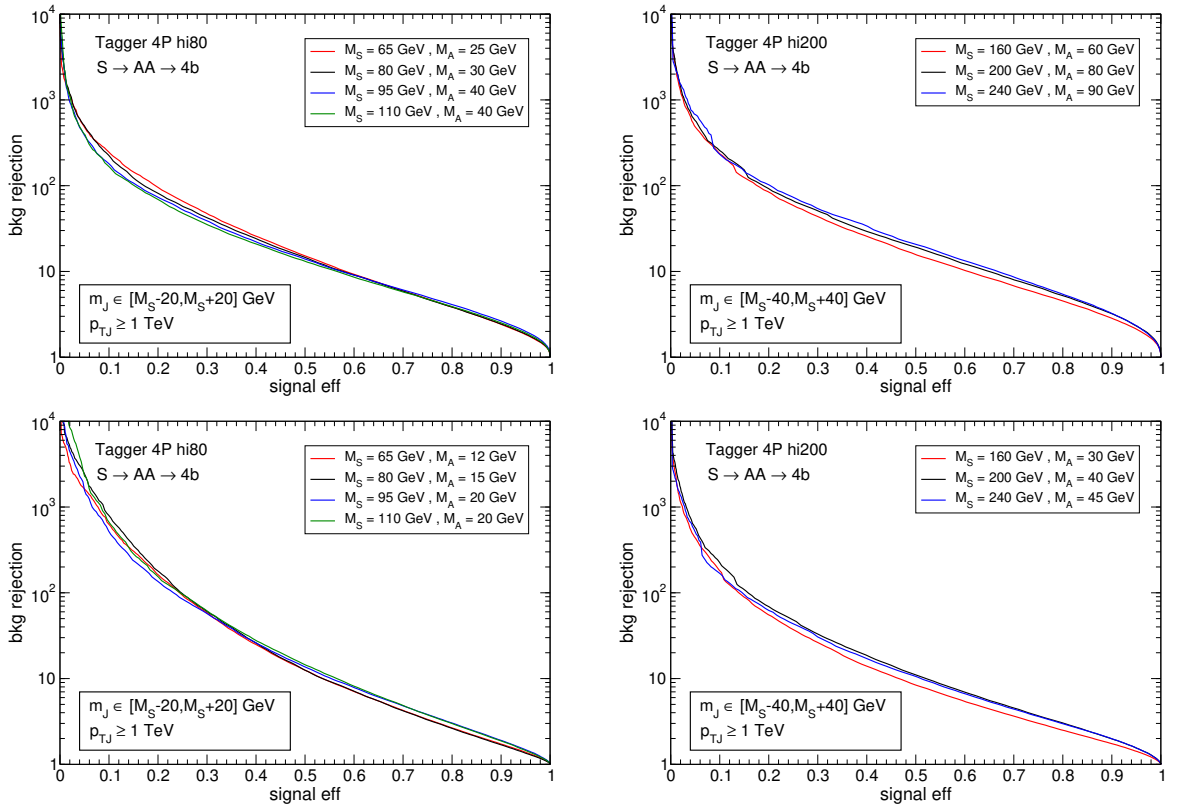 10^4
10^3
10^2
10
1
bkg rejection
Tagger 4P hi80
S → AA → 4b
M_S = 65 GeV , M_A = 25 GeV
M_S = 80 GeV , M_A = 30 GeV
M_S = 95 GeV , M_A = 40 GeV
M_S = 110 GeV , M_A = 40 GeV
m_J ∈ [M_S-20,M_S+20] GeV
p_TJ ≥ 1 TeV
0 0.1 0.2 0.3 0.4 0.5 0.6 0.7 0.8 0.9 1
signal eff
10^4
10^3
10^2
10
1
bkg rejection
Tagger 4P hi200
S → AA → 4b
M_S = 160 GeV , M_A = 60 GeV
M_S = 200 GeV , M_A = 80 GeV
M_S = 240 GeV , M_A = 90 GeV
m_J ∈ [M_S-40,M_S+40] GeV
p_TJ ≥ 1 TeV
0 0.1 0.2 0.3 0.4 0.5 0.6 0.7 0.8 0.9 1
signal eff
10^4
10^3
10^2
10
1
bkg rejection
Tagger 4P hi80
S → AA → 4b
M_S = 65 GeV , M_A = 12 GeV
M_S = 80 GeV , M_A = 15 GeV
M_S = 95 GeV , M_A = 20 GeV
M_S = 110 GeV , M_A = 20 GeV
m_J ∈ [M_S-20,M_S+20] GeV
p_TJ ≥ 1 TeV
0 0.1 0.2 0.3 0.4 0.5 0.6 0.7 0.8 0.9 1
signal eff
10^4
10^3
10^2
10
1
bkg rejection
Tagger 4P hi200
S → AA → 4b
M_S = 160 GeV , M_A = 30 GeV
M_S = 200 GeV , M_A = 40 GeV
M_S = 240 GeV , M_A = 45 GeV
m_J ∈ [M_S-40,M_S+40] GeV
p_TJ ≥ 1 TeV
0 0.1 0.2 0.3 0.4 0.5 0.6 0.7 0.8 0.9 1
signal eff